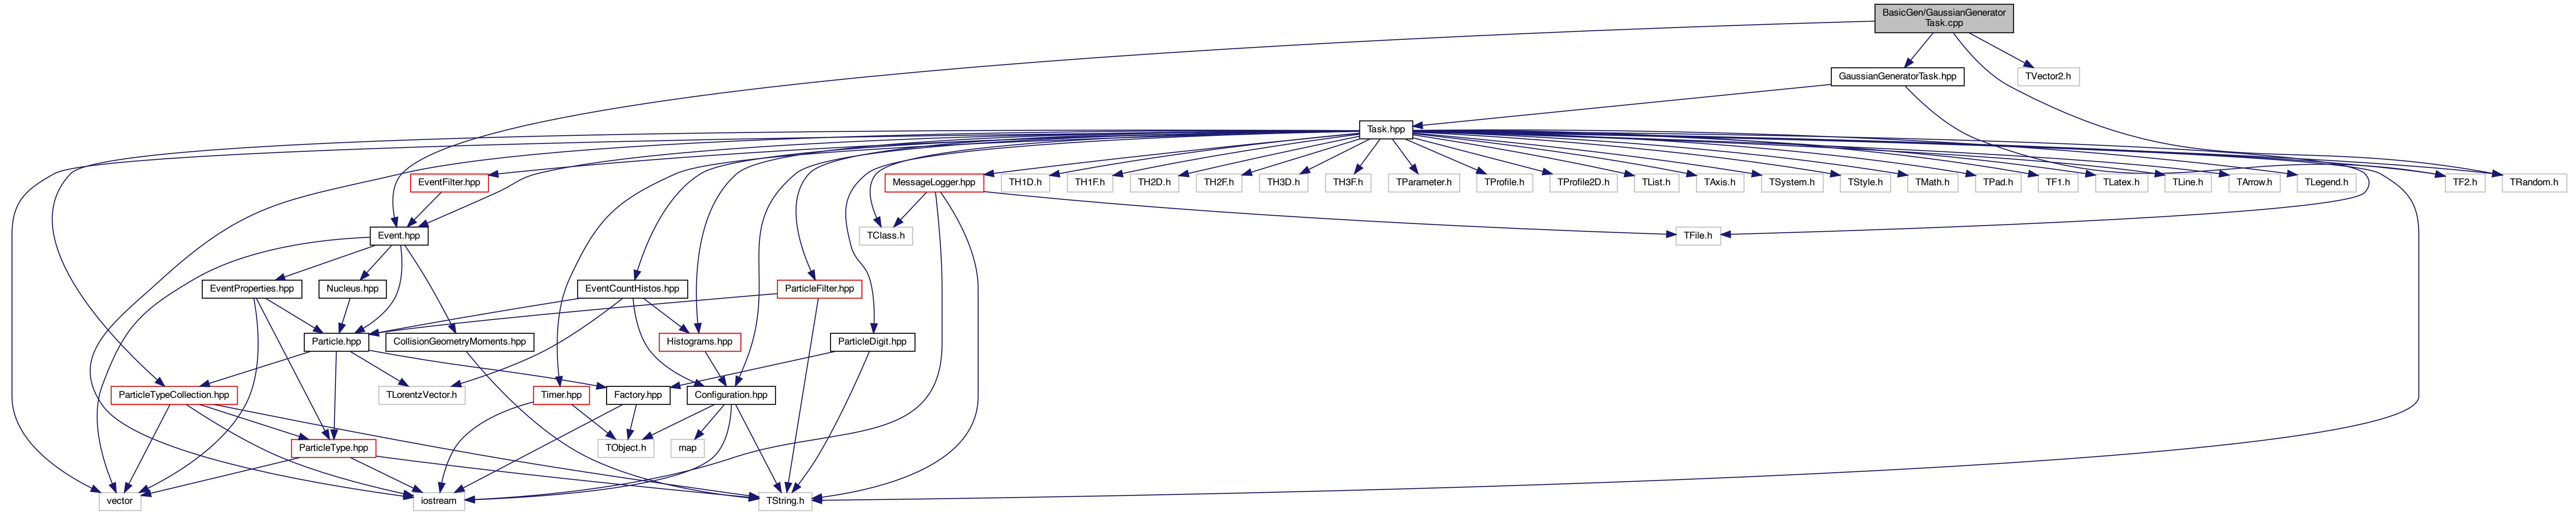 BasicGen/GaussianGenerator
Task.cpp
GaussianGeneratorTask.hpp
TVector2.h
Task.hpp
EventFilter.hpp
MessageLogger.hpp
TH1D.h
TH1F.h
TH2D.h
TH2F.h
TH3D.h
TH3F.h
TParameter.h
TProfile.h
TProfile2D.h
TList.h
TAxis.h
TSystem.h
TStyle.h
TMath.h
TPad.h
TF1.h
TLatex.h
TLine.h
TArrow.h
TLegend.h
TF2.h
TRandom.h
Event.hpp
TClass.h
TFile.h
EventProperties.hpp
Nucleus.hpp
EventCountHistos.hpp
ParticleFilter.hpp
Particle.hpp
CollisionGeometryMoments.hpp
Histograms.hpp
ParticleDigit.hpp
ParticleTypeCollection.hpp
TLorentzVector.h
Timer.hpp
Factory.hpp
Configuration.hpp
ParticleType.hpp
TObject.h
map
vector
iostream
TString.h